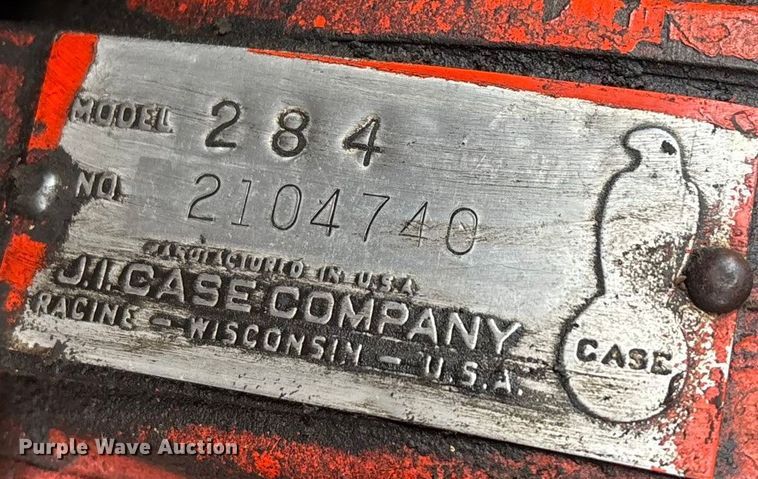 MODEL 284
NO. 2104740
MANUFACTURED IN U.S.A
J.I. CASE COMPANY
RACINE - WISCONSIN - U.S.A.
CASE
Purple Wave Auction